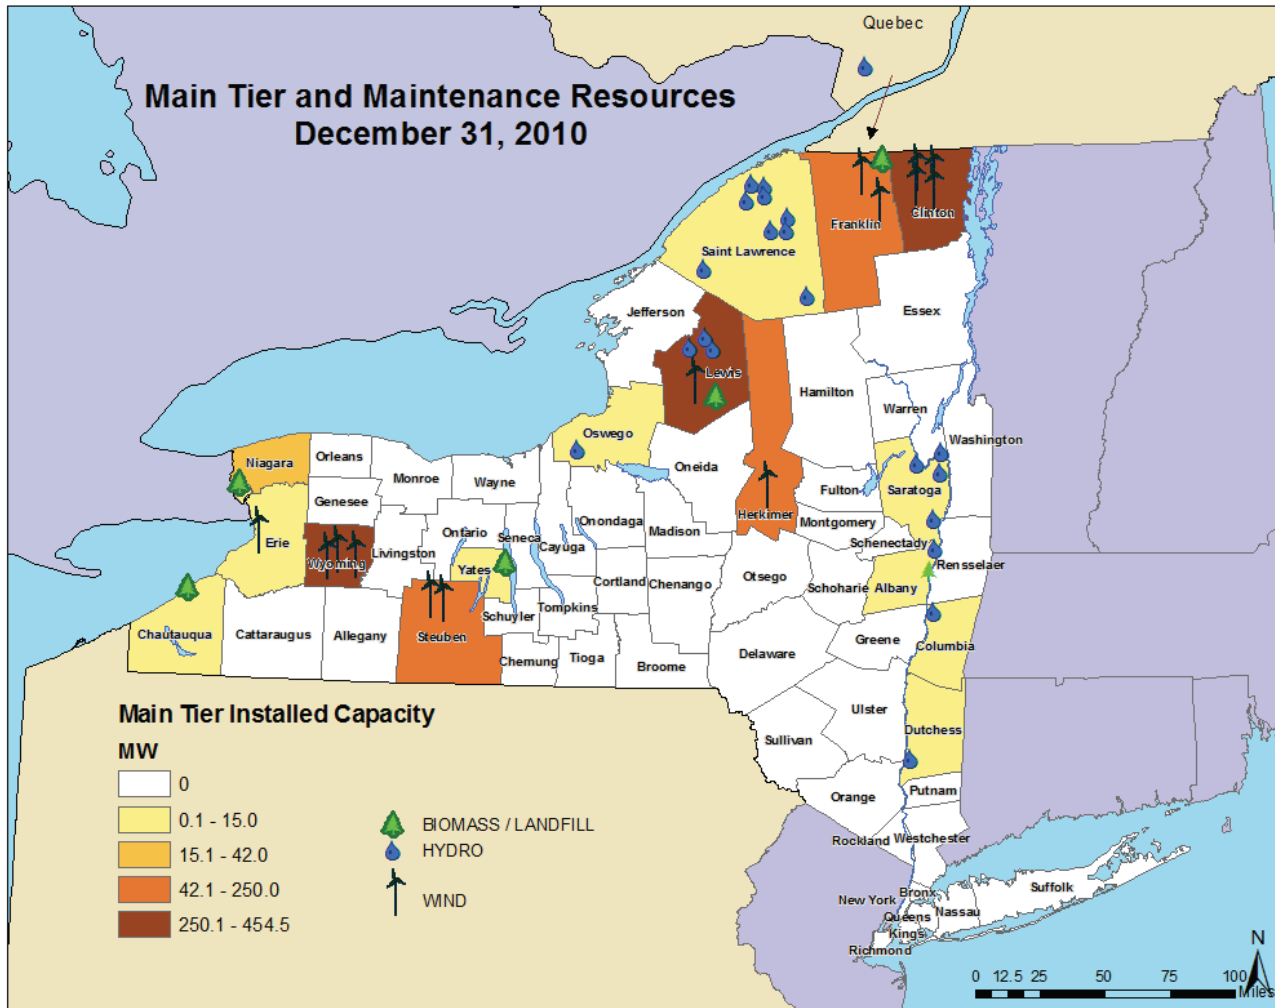 Quebec
Main Tier and Maintenance Resources
December 31, 2010
Clinton
Franklin
Saint Lawrence
Jefferson
Essex
Lewis
Hamilton
Warren
Washington
Oswego
Oneida
Niagara
Orleans
Monroe
Wayne
Genesee
Fulton
Saratoga
Herkimer
Montgomery
Onondaga
Madison
Ontario
Seneca
Cayuga
Schenectady
Erie
Wyoming
Livingston
Yates
Rensselaer
Otsego
Schoharie
Albany
Cortland
Chenango
Tompkins
Schuyler
Chautauqua
Cattaraugus
Allegany
Steuben
Greene
Columbia
Chemung
Tioga
Broome
Delaware
Ulster
Dutchess
Sullivan
Putnam
Orange
Rockland
Westchester
Suffolk
Bronx
New York
Nassau
Queens
Kings
Richmond
Main Tier Installed Capacity
MW
0
0.1 - 15.0
15.1 - 42.0
42.1 - 250.0
250.1 - 454.5
BIOMASS / LANDFILL
HYDRO
WIND
N
0 12.5 25 50 75 100
Miles